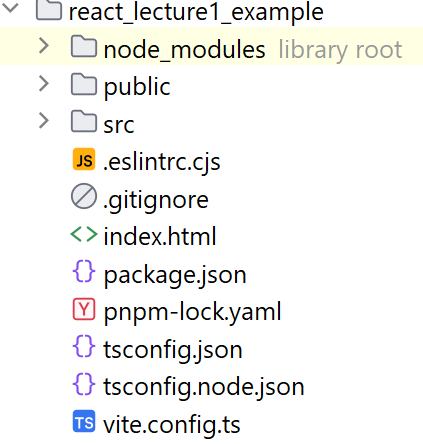 react_lecture1_example
node_modules library root
public
src
JS .eslintrc.cjs
.gitignore
index.html
package.json
Y pnpm-lock.yaml
tsconfig.json
tsconfig.node.json
TS vite.config.ts